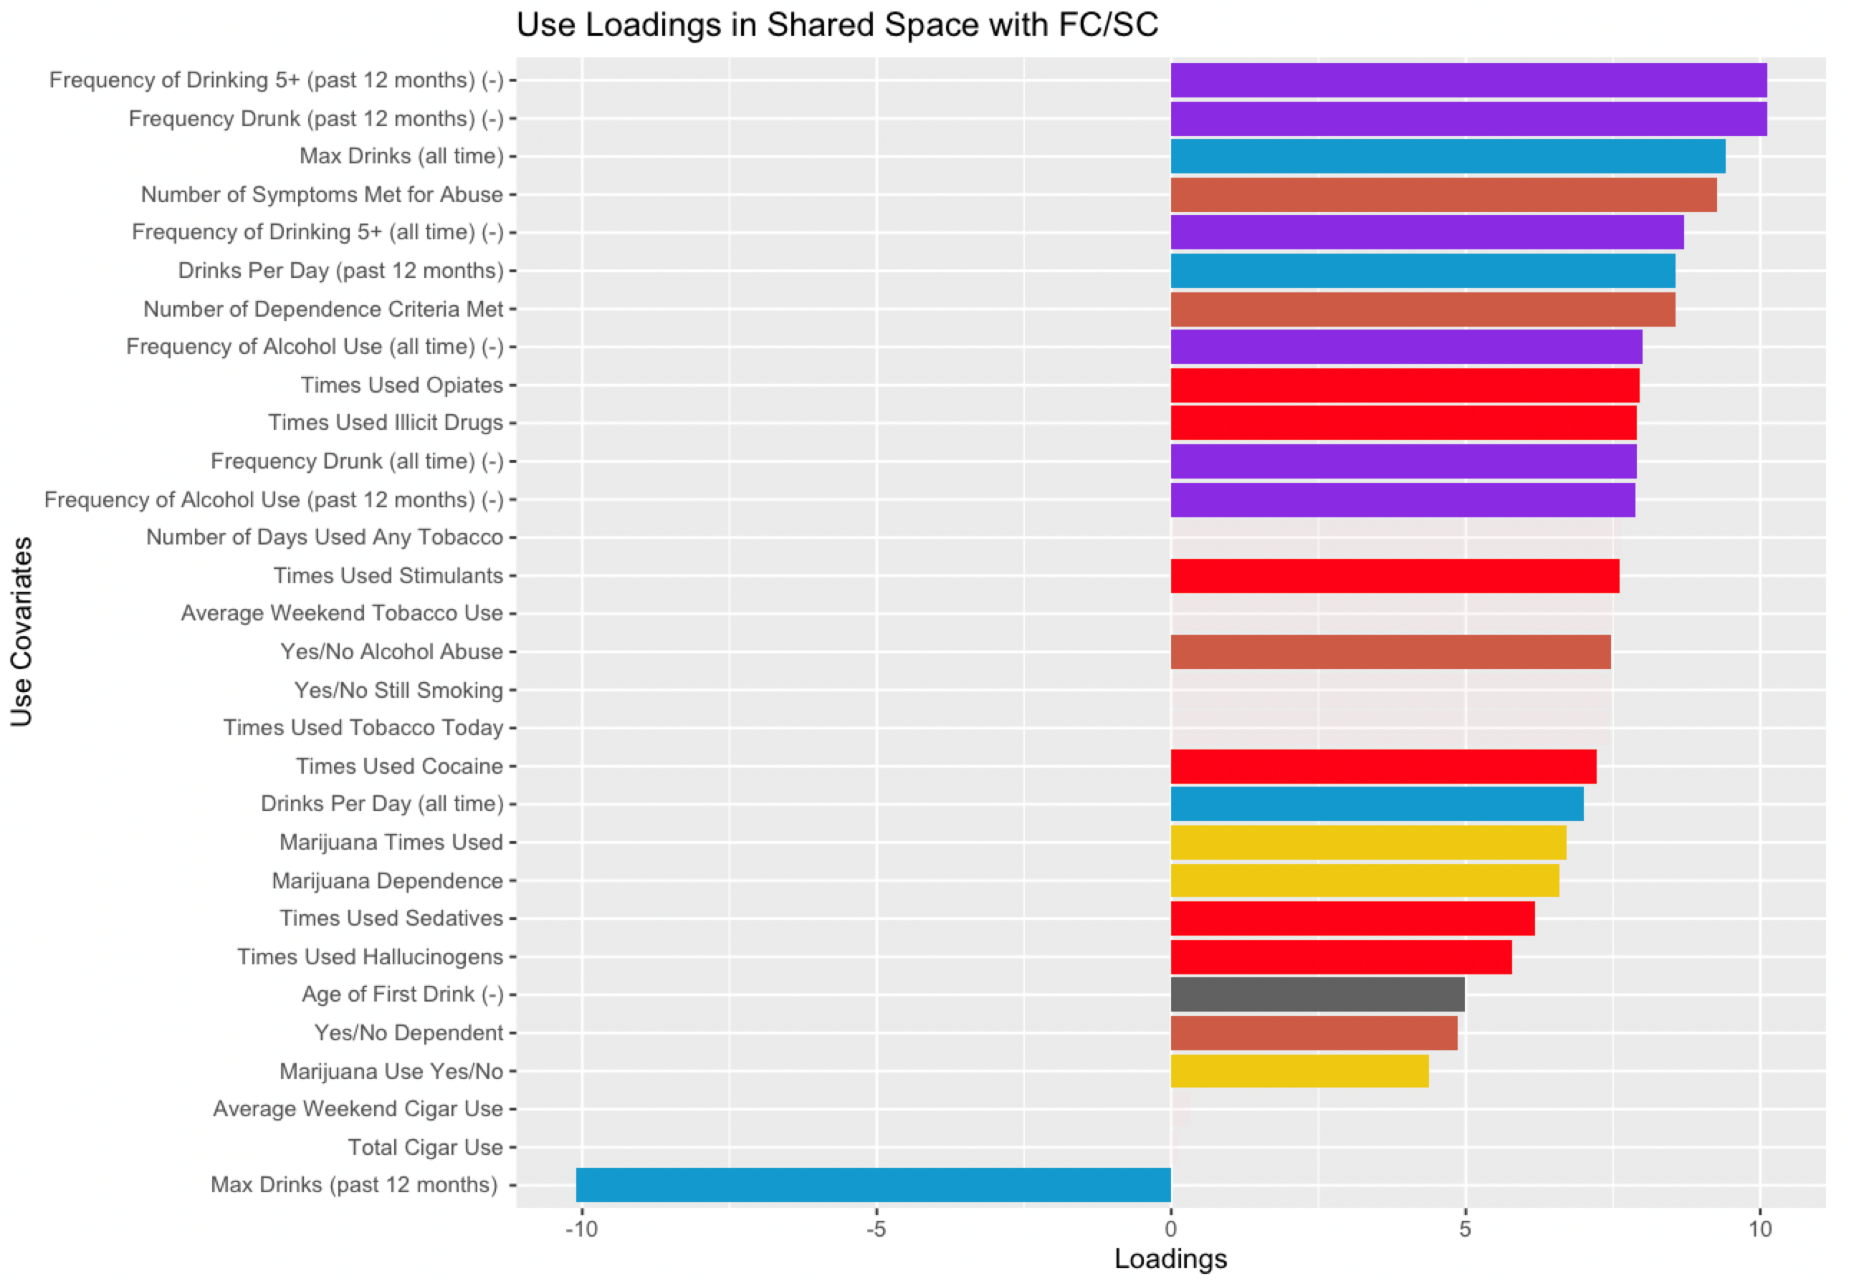 Use Loadings in Shared Space with FC/SC
Frequency of Drinking 5+ (past 12 months) (-)
Frequency Drunk (past 12 months) (-)
Max Drinks (all time)
Number of Symptoms Met for Abuse
Frequency of Drinking 5+ (all time) (-)
Drinks Per Day (past 12 months)
Number of Dependence Criteria Met
Frequency of Alcohol Use (all time) (-)
Times Used Opiates
Times Used Illicit Drugs
Frequency Drunk (all time) (-)
Frequency of Alcohol Use (past 12 months) (-)
Number of Days Used Any Tobacco
Times Used Stimulants
Average Weekend Tobacco Use
Yes/No Alcohol Abuse
Yes/No Still Smoking
Times Used Tobacco Today
Times Used Cocaine
Drinks Per Day (all time)
Marijuana Times Used
Marijuana Dependence
Times Used Sedatives
Times Used Hallucinogens
Age of First Drink (-)
Yes/No Dependent
Marijuana Use Yes/No
Average Weekend Cigar Use
Total Cigar Use
Max Drinks (past 12 months)
Use Covariates
-10 -5 0 5 10
Loadings